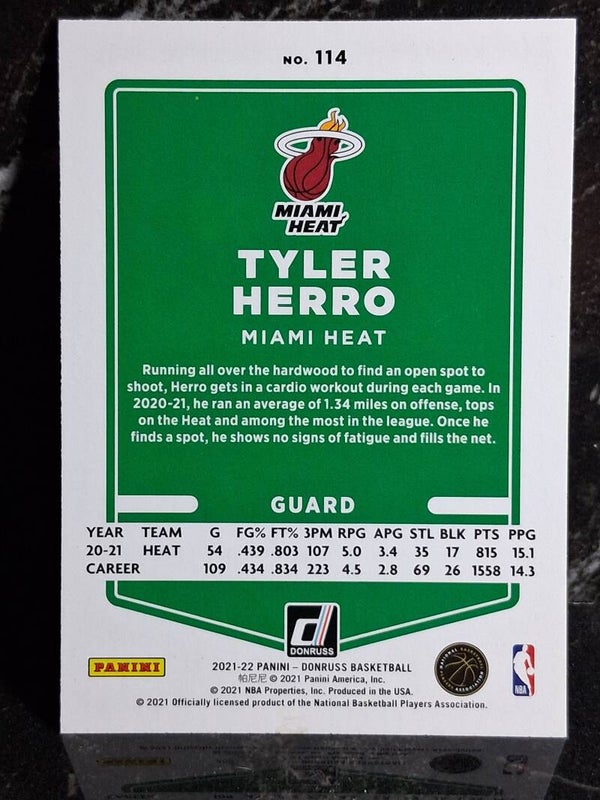 NO. 114
MIAMI
HEAT
TYLER
HERRO
MIAMI HEAT
Running all over the hardwood to find an open spot to
shoot, Herro gets in a cardio workout during each game. In
2020-21, he ran an average of 1.34 miles on offense, tops
on the Heat and among the most in the league. Once he
finds a spot, he shows no signs of fatigue and fills the net.
GUARD
YEAR TEAM G FG% FT% 3PM RPG APG STL BLK PTS PPG
20-21 HEAT 54 .439 .803 107 5.0 3.4 35 17 815 15.1
CAREER 109 .434 .834 223 4.5 2.8 69 26 1558 14.3
d
DONRUSS
PANINI
2021-22 PANINI – DONRUSS BASKETBALL
帕尼尼 © 2021 Panini America, Inc.
© 2021 NBA Properties, Inc. Produced in the USA.
© 2021 Officially licensed product of the National Basketball Players Association.
NATIONAL BASKETBALL PLAYERS ASSOCIATION
NBA